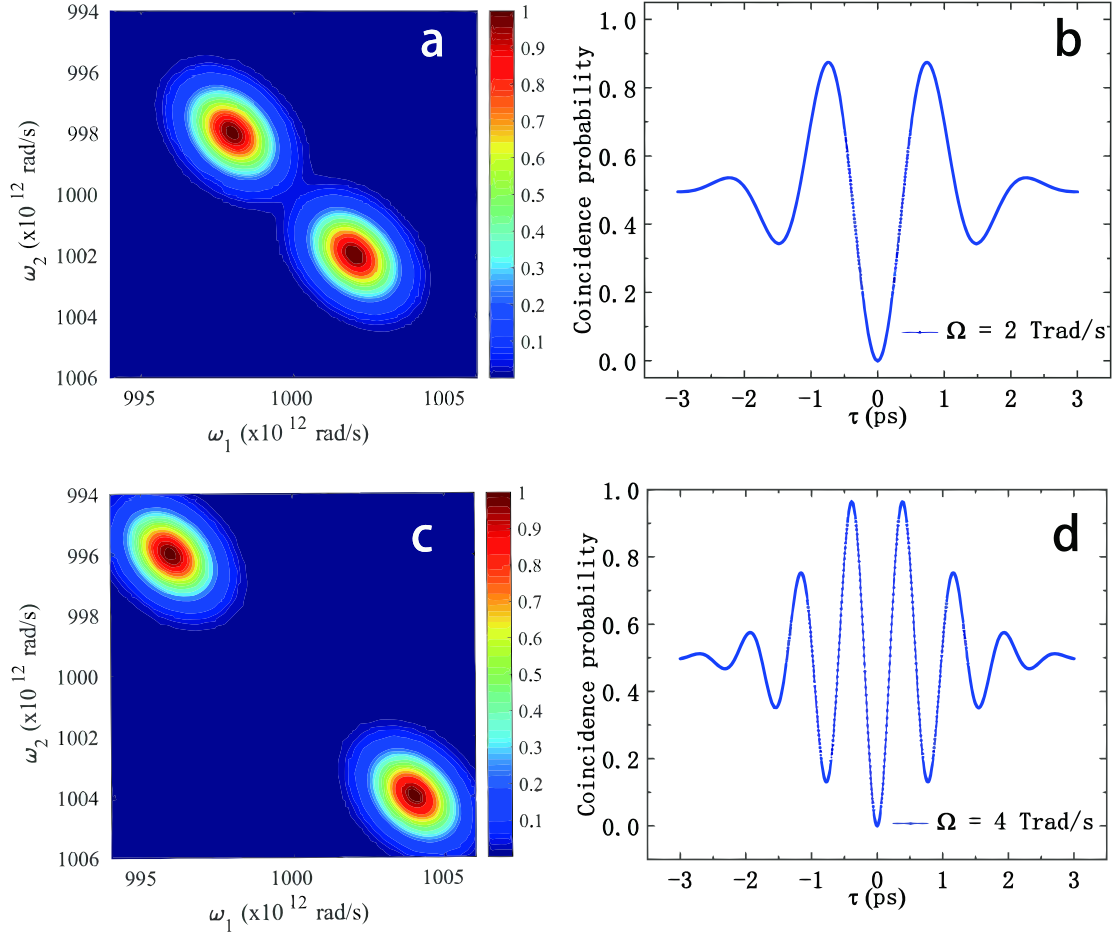 a
994
996
998
1000
1002
1004
1006
ω2 (x10 12 rad/s)
995 1000 1005
ω1 (x10 12 rad/s)
1
0.9
0.8
0.7
0.6
0.5
0.4
0.3
0.2
0.1
b
Coincidence probability
1.0
0.8
0.6
0.4
0.2
0.0
Ω = 2 Trad/s
−3 −2 −1 0 1 2 3
τ (ps)
c
994
996
998
1000
1002
1004
1006
ω2 (x10 12 rad/s)
995 1000 1005
ω1 (x10 12 rad/s)
1
0.9
0.8
0.7
0.6
0.5
0.4
0.3
0.2
0.1
d
Coincidence probability
1.0
0.8
0.6
0.4
0.2
0.0
Ω = 4 Trad/s
−3 −2 −1 0 1 2 3
τ (ps)